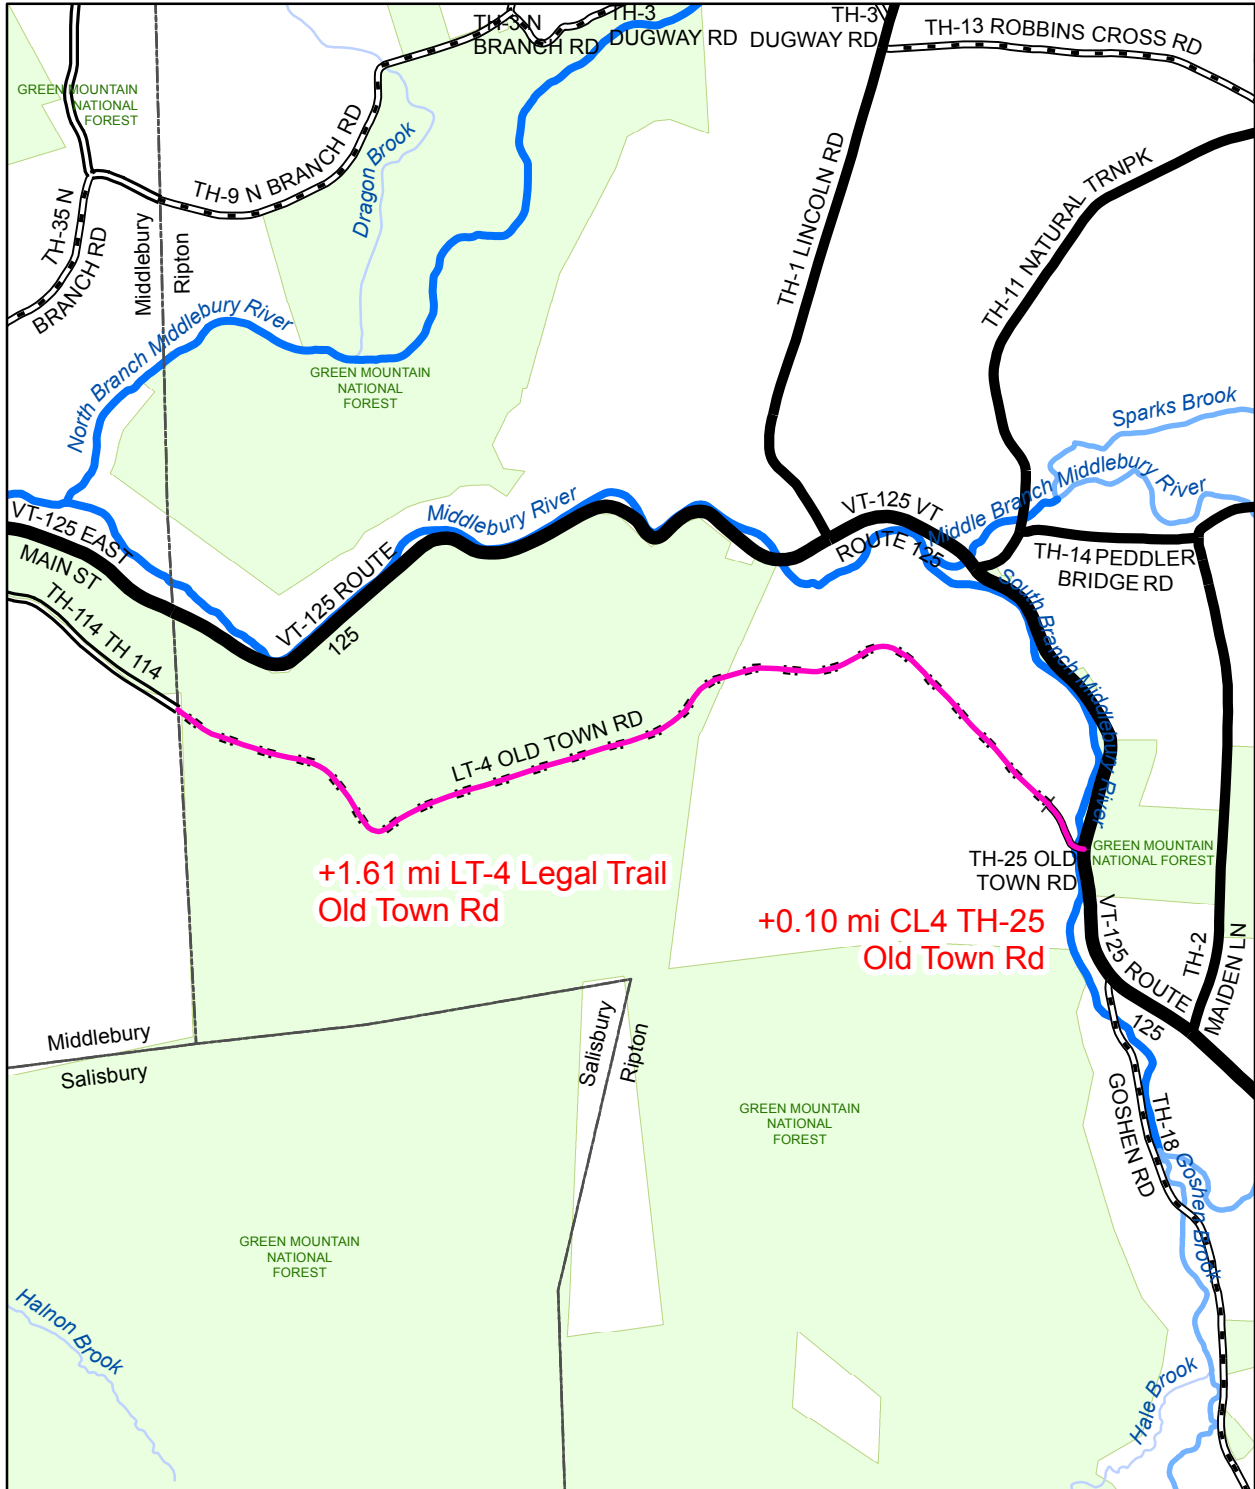 TH-3 N
BRANCH RD
TH-3
DUGWAY RD
TH-3
DUGWAY RD
TH-13 ROBBINS CROSS RD
GREEN MOUNTAIN
NATIONAL
FOREST
TH-9 N BRANCH RD
Dragon Brook
TH-35 N
BRANCH RD
Middlebury
Ripton
TH-1 LINCOLN RD
TH-11 NATURAL TRNPK
North Branch Middlebury River
GREEN MOUNTAIN
NATIONAL
FOREST
Sparks Brook
Middle Branch Middlebury River
Middlebury River
VT-125 VT
ROUTE 125
VT-125 EAST
MAIN ST
TH-114 TH 114
VT-125 ROUTE
125
TH-14 PEDDLER
BRIDGE RD
South Branch Middlebury River
LT-4 OLD TOWN RD
+1.61 mi LT-4 Legal Trail
Old Town Rd
TH-25 OLD
TOWN RD
GREEN MOUNTAIN
NATIONAL FOREST
+0.10 mi CL4 TH-25
Old Town Rd
VT-125 ROUTE
125
TH-2
MAIDEN LN
Middlebury
Salisbury
Salisbury
Ripton
GREEN MOUNTAIN
NATIONAL
FOREST
TH-18
GOSHEN RD
Goshen Brook
GREEN MOUNTAIN
NATIONAL
FOREST
Halnon Brook
Hale Brook